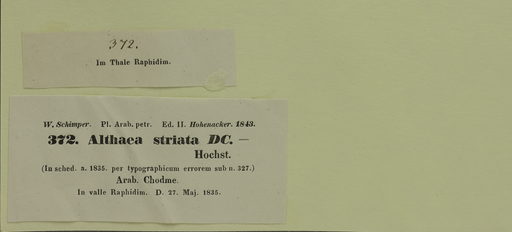 372.
Im Thale Raphidim.
W. Schimper. Pl. Arab. petr. Ed. II. Hohenacker. 1843.
372. Althaea striata DC. —
Hochst.
(In sched. a. 1835. per typographicum errorem sub n. 327.)
Arab. Chodme.
In valle Raphidim. D. 27. Maj. 1835.